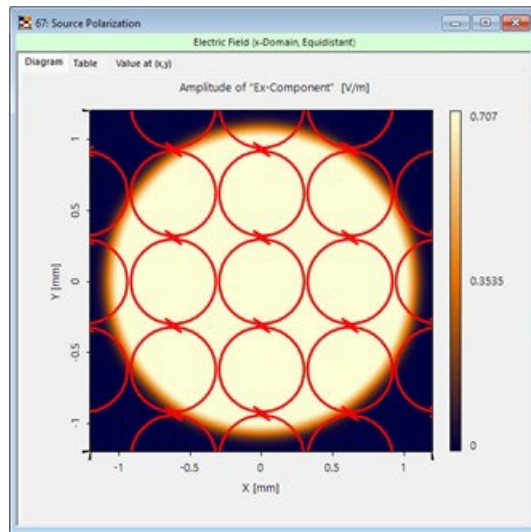 67: Source Polarization
Electric Field (x-Domain, Equidistant)
Diagram Table Value at (x,y)
Amplitude of "Ex-Component" [V/m]
0.707
0.3535
0
Y [mm]
1
0.5
0
-0.5
-1
-1 -0.5 0 0.5 1
X [mm]